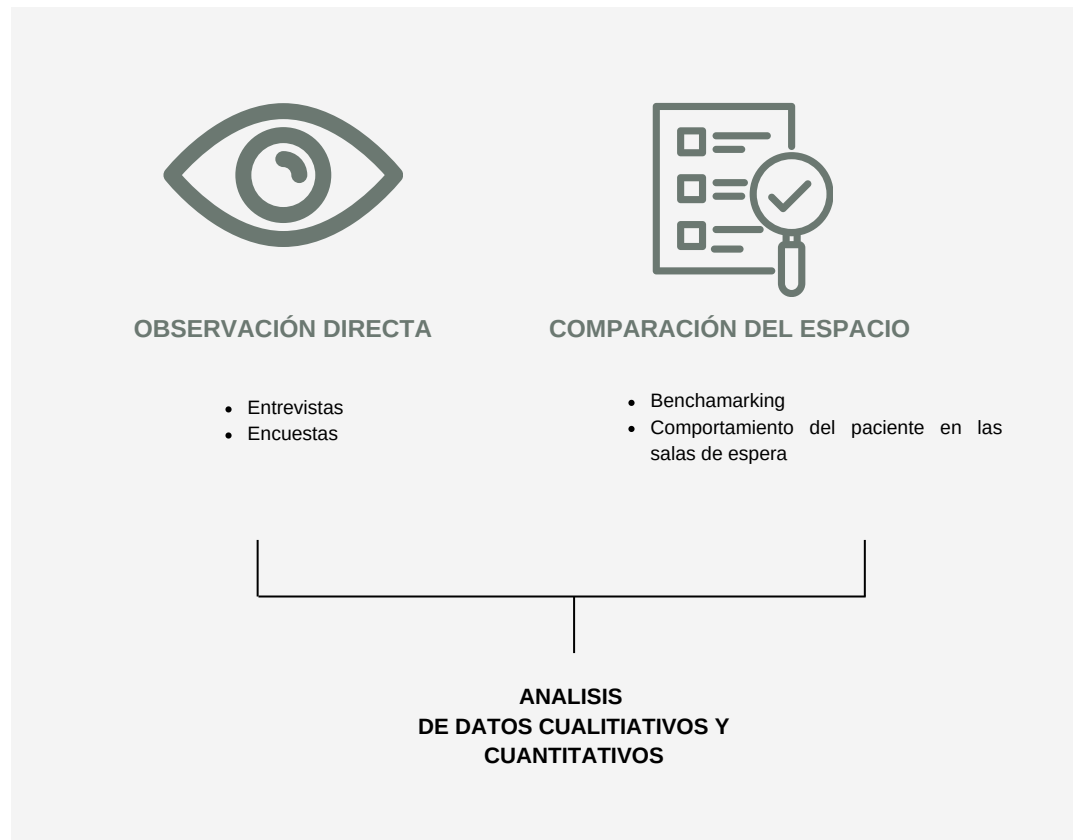 OBSERVACIÓN DIRECTA
• Entrevistas
• Encuestas
COMPARACIÓN DEL ESPACIO
• Benchamarking
• Comportamiento del paciente en las
salas de espera
ANALISIS
DE DATOS CUALITIATIVOS Y
CUANTITATIVOS